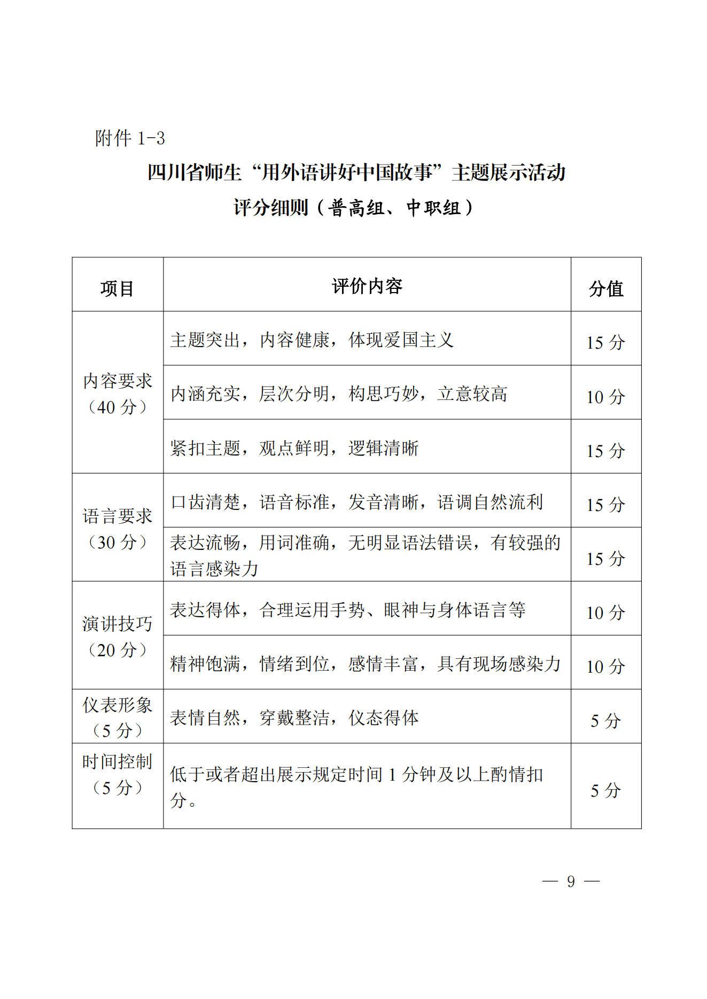 附件 1-3
四川省师生“用外语讲好中国故事”主题展示活动
评分细则（普高组、中职组）
项目
评价内容
分值
内容要求
（40 分）
主题突出，内容健康，体现爱国主义
15 分
内涵充实，层次分明，构思巧妙，立意较高
10 分
紧扣主题，观点鲜明，逻辑清晰
15 分
语言要求
（30 分）
口齿清楚，语音标准，发音清晰，语调自然流利
15 分
表达流畅，用词准确，无明显语法错误，有较强的
语言感染力
15 分
演讲技巧
（20 分）
表达得体，合理运用手势、眼神与身体语言等
10 分
精神饱满，情绪到位，感情丰富，具有现场感染力
10 分
仪表形象
（5 分）
表情自然，穿戴整洁，仪态得体
5 分
时间控制
（5 分）
低于或者超出展示规定时间 1 分钟及以上酌情扣
分。
5 分
— 9 —